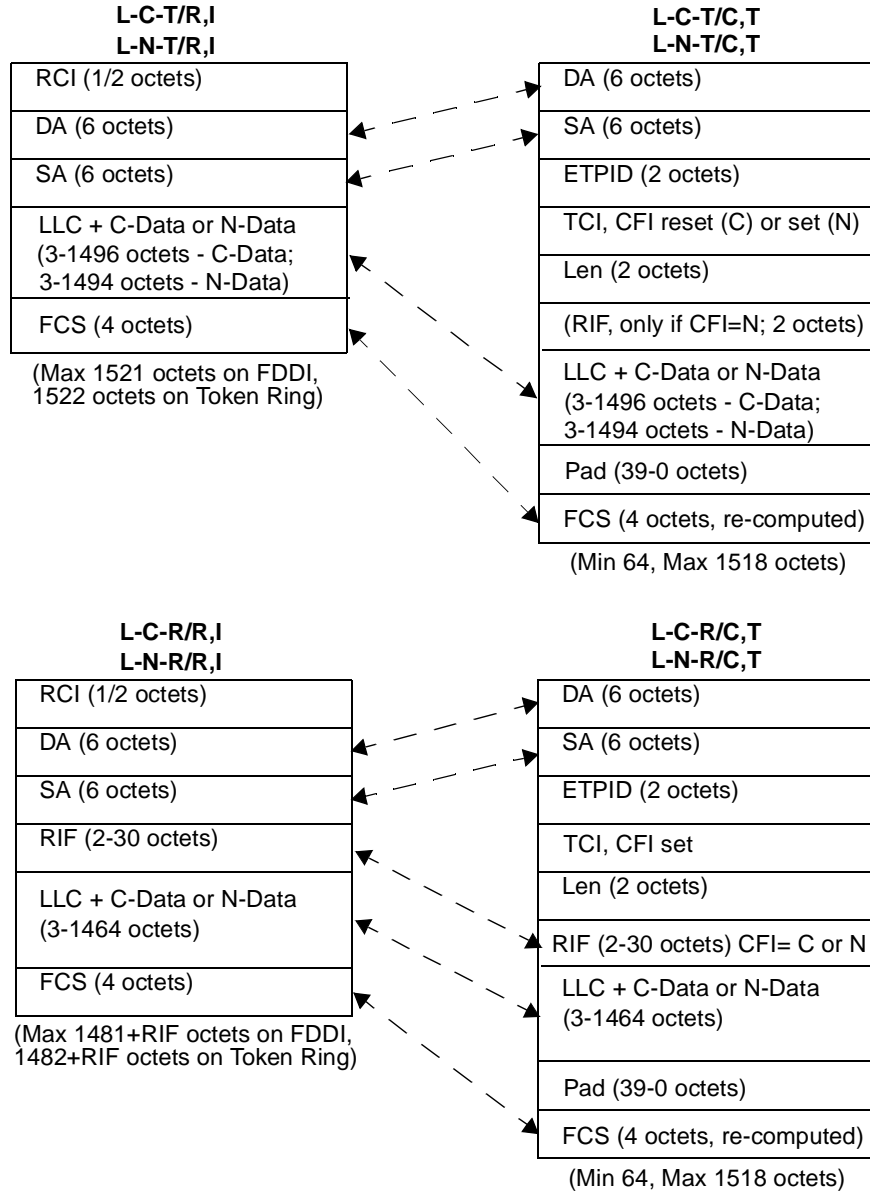 L-C-T/R,I
L-N-T/R,I
RCI (1/2 octets)
DA (6 octets)
SA (6 octets)
LLC + C-Data or N-Data
(3-1496 octets - C-Data;
3-1494 octets - N-Data)
FCS (4 octets)
(Max 1521 octets on FDDI,
1522 octets on Token Ring)
L-C-T/C,T
L-N-T/C,T
DA (6 octets)
SA (6 octets)
ETPID (2 octets)
TCI, CFI reset (C) or set (N)
Len (2 octets)
(RIF, only if CFI=N; 2 octets)
LLC + C-Data or N-Data
(3-1496 octets - C-Data;
3-1494 octets - N-Data)
Pad (39-0 octets)
FCS (4 octets, re-computed)
(Min 64, Max 1518 octets)
L-C-R/R,I
L-N-R/R,I
RCI (1/2 octets)
DA (6 octets)
SA (6 octets)
RIF (2-30 octets)
LLC + C-Data or N-Data
(3-1464 octets)
FCS (4 octets)
(Max 1481+RIF octets on FDDI,
1482+RIF octets on Token Ring)
L-C-R/C,T
L-N-R/C,T
DA (6 octets)
SA (6 octets)
ETPID (2 octets)
TCI, CFI set
Len (2 octets)
RIF (2-30 octets) CFI= C or N
LLC + C-Data or N-Data
(3-1464 octets)
Pad (39-0 octets)
FCS (4 octets, re-computed)
(Min 64, Max 1518 octets)